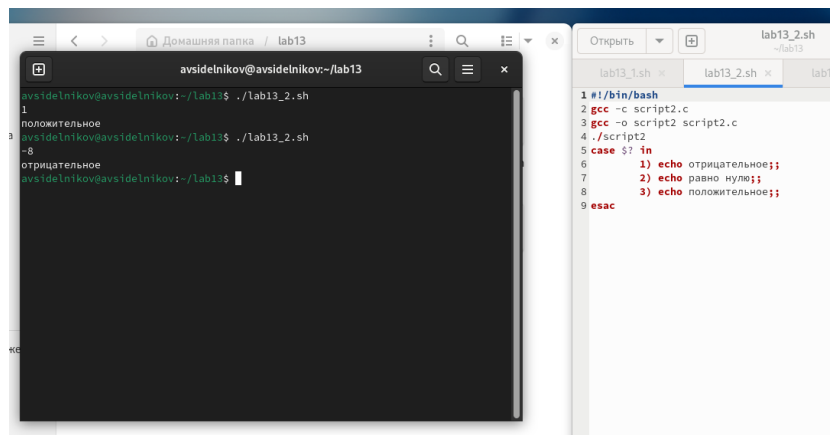 Домашняя папка / lab13
avsidelnikov@avsidelnikov:~/lab13
avsidelnikov@avsidelnikov:~/lab13$ ./lab13_2.sh
1
положительное
avsidelnikov@avsidelnikov:~/lab13$ ./lab13_2.sh
-8
отрицательное
avsidelnikov@avsidelnikov:~/lab13$
Открыть
lab13_2.sh
~/lab13
lab13_1.sh
lab13_2.sh
1 #!/bin/bash
2 gcc -c script2.c
3 gcc -o script2 script2.c
4 ./script2
5 case $? in
6 1) echo отрицательное;;
7 2) echo равно нулю;;
8 3) echo положительное;;
9 esac